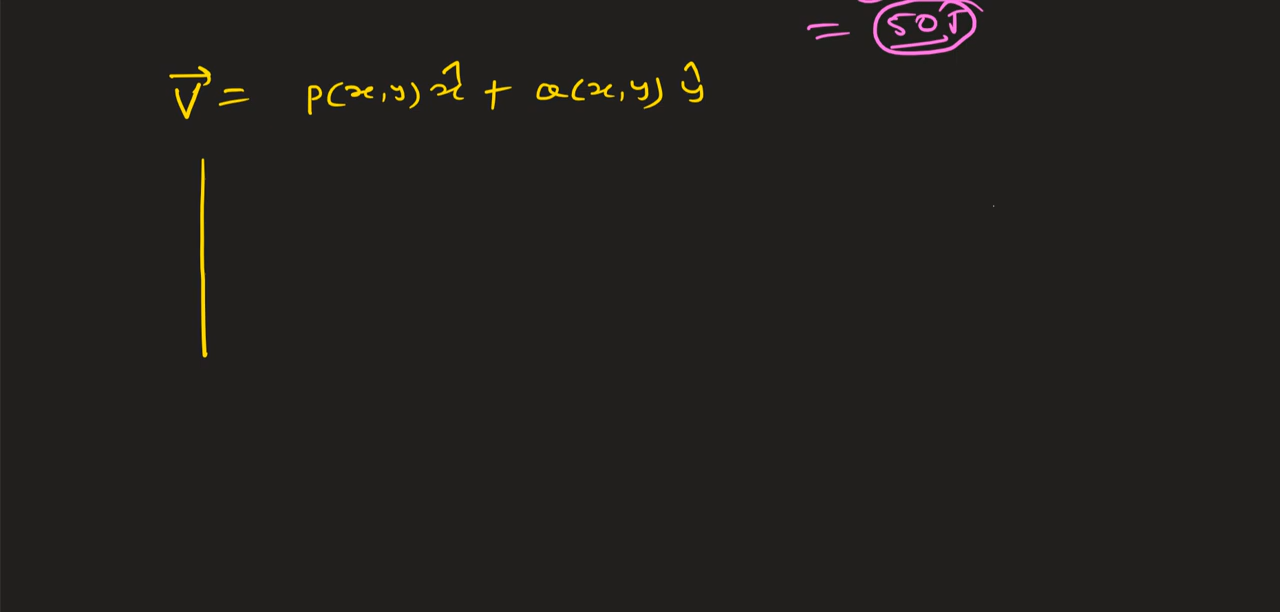 = 50J
V⃗ = P(x,y) x̂ + Q(x,y) ŷ